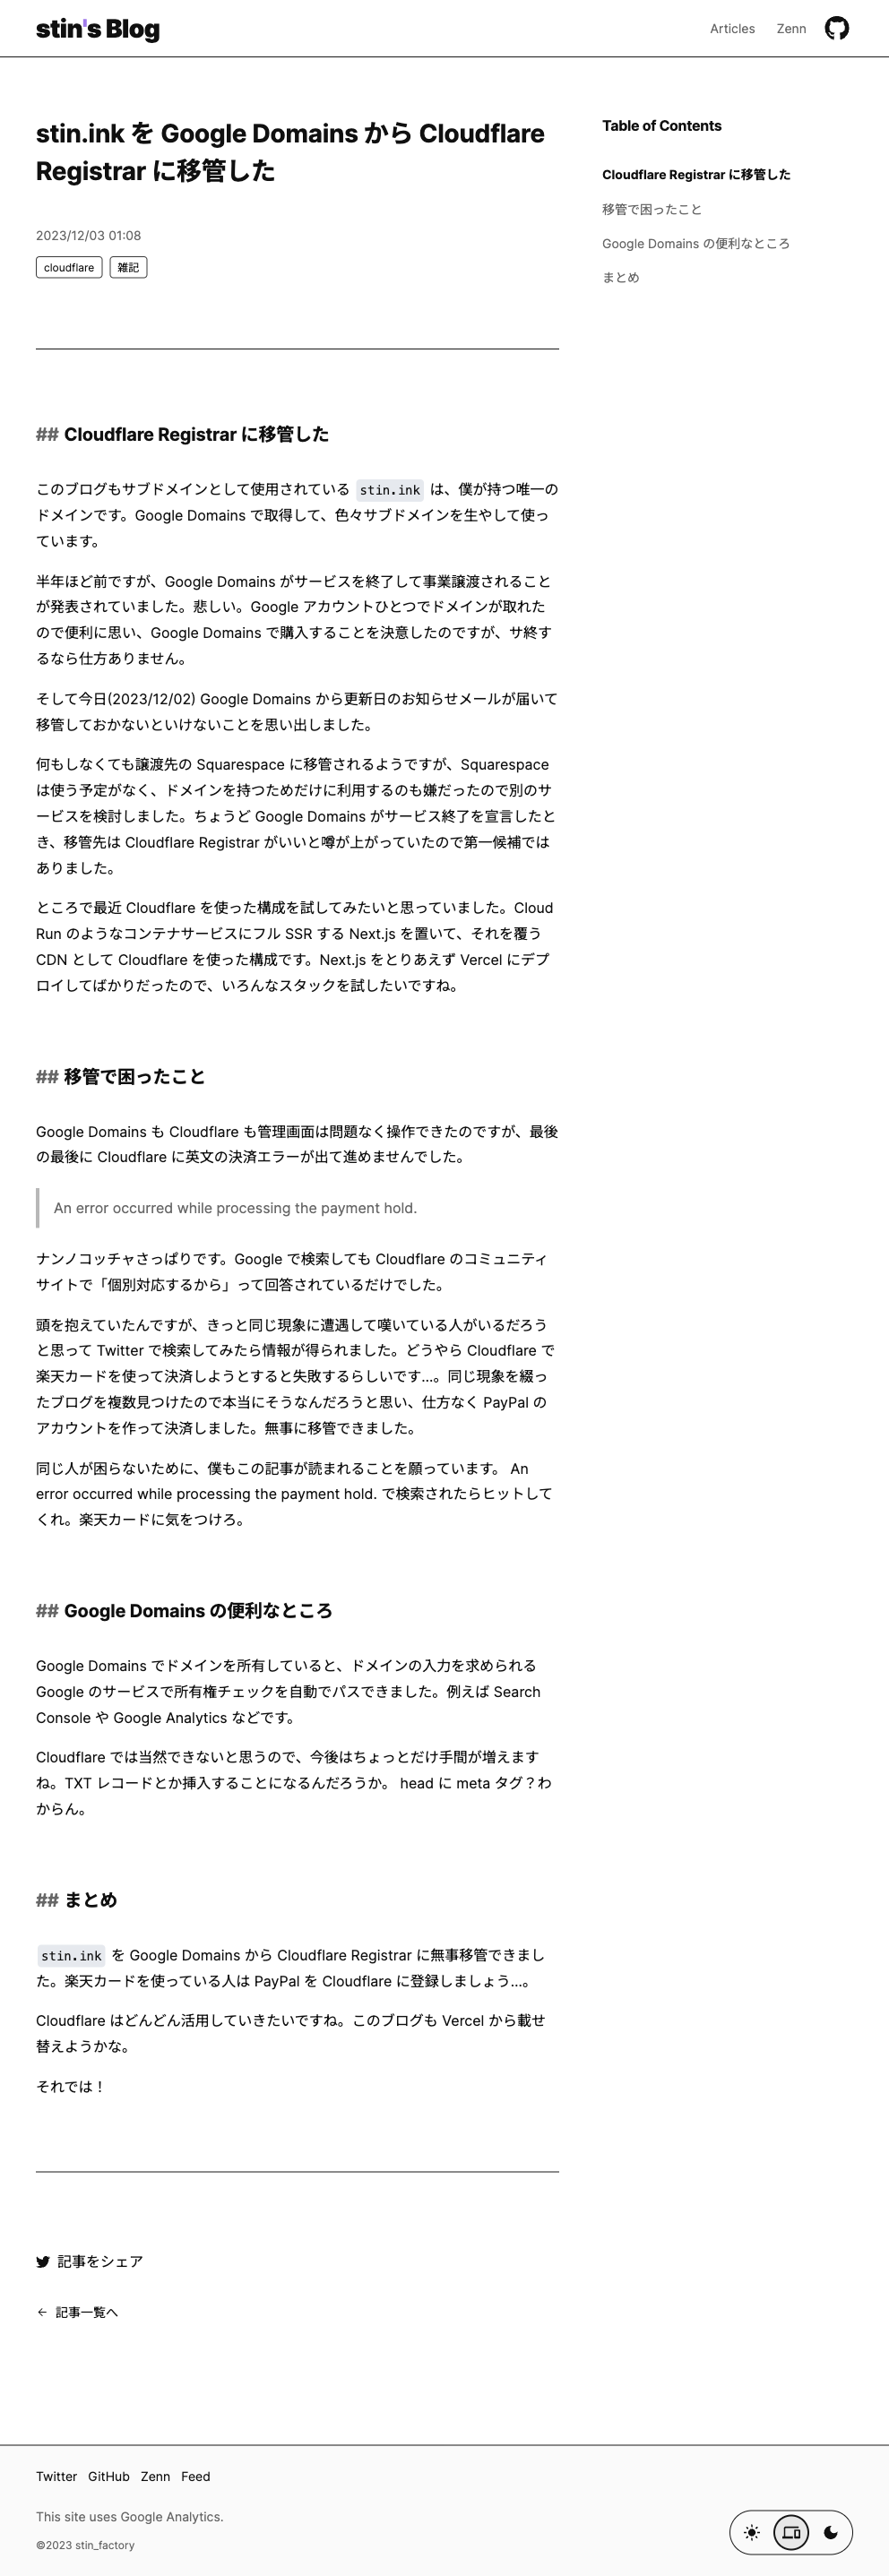 stin's Blog
Articles Zenn
stin.ink を Google Domains から Cloudflare
Registrar に移管した
2023/12/03 01:08
cloudflare 雑記
Table of Contents
Cloudflare Registrar に移管した
移管で困ったこと
Google Domains の便利なところ
まとめ
## Cloudflare Registrar に移管した
このブログもサブドメインとして使用されている stin.ink は、僕が持つ唯一の
ドメインです。Google Domains で取得して、色々サブドメインを生やして使っ
ています。
半年ほど前ですが、Google Domains がサービスを終了して事業譲渡されること
が発表されていました。悲しい。Google アカウントひとつでドメインが取れた
ので便利に思い、Google Domains で購入することを決意したのですが、サ終す
るなら仕方ありません。
そして今日(2023/12/02) Google Domains から更新日のお知らせメールが届いて
移管しておかないといけないことを思い出しました。
何もしなくても譲渡先の Squarespace に移管されるようですが、Squarespace
は使う予定がなく、ドメインを持つためだけに利用するのも嫌だったので別のサ
ービスを検討しました。ちょうど Google Domains がサービス終了を宣言したと
き、移管先は Cloudflare Registrar がいいと噂が上がっていたので第一候補では
ありました。
ところで最近 Cloudflare を使った構成を試してみたいと思っていました。Cloud
Run のようなコンテナサービスにフル SSR する Next.js を置いて、それを覆う
CDN として Cloudflare を使った構成です。Next.js をとりあえず Vercel にデプ
ロイしてばかりだったので、いろんなスタックを試したいですね。
## 移管で困ったこと
Google Domains も Cloudflare も管理画面は問題なく操作できたのですが、最後
の最後に Cloudflare に英文の決済エラーが出て進めませんでした。
An error occurred while processing the payment hold.
ナンノコッチャさっぱりです。Google で検索しても Cloudflare のコミュニティ
サイトで「個別対応するから」って回答されているだけでした。
頭を抱えていたんですが、きっと同じ現象に遭遇して嘆いている人がいるだろう
と思って Twitter で検索してみたら情報が得られました。どうやら Cloudflare で
楽天カードを使って決済しようとすると失敗するらしいです...。同じ現象を綴っ
たブログを複数見つけたので本当にそうなんだろうと思い、仕方なく PayPal の
アカウントを作って決済しました。無事に移管できました。
同じ人が困らないために、僕もこの記事が読まれることを願っています。 An
error occurred while processing the payment hold. で検索されたらヒットして
くれ。楽天カードに気をつけろ。
## Google Domains の便利なところ
Google Domains でドメインを所有していると、ドメインの入力を求められる
Google のサービスで所有権チェックを自動でパスできました。例えば Search
Console や Google Analytics などです。
Cloudflare では当然できないと思うので、今後はちょっとだけ手間が増えます
ね。TXT レコードとか挿入することになるんだろうか。 head に meta タグ？わ
からん。
## まとめ
stin.ink を Google Domains から Cloudflare Registrar に無事移管できまし
た。楽天カードを使っている人は PayPal を Cloudflare に登録しましょう...。
Cloudflare はどんどん活用していきたいですね。このブログも Vercel から載せ
替えようかな。
それでは！
記事をシェア
← 記事一覧へ
Twitter GitHub Zenn Feed
This site uses Google Analytics.
©2023 stin_factory